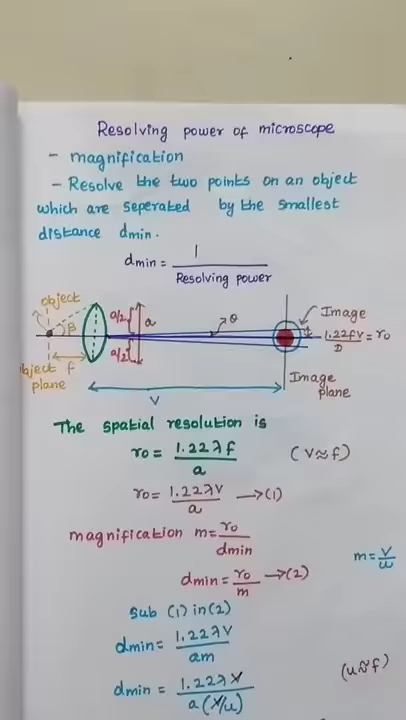 Resolving power of microscope
- magnification
- Resolve the two points on an object
which are seperated by the smallest
distance dmin.
dmin = 1 / Resolving power
object
β
a/2
a
a/2
θ
Image
1.22fV/D = r₀
object f
plane
V
Image
plane
The spatial resolution is
r₀ = 1.22λf / a (V≈f)
r₀ = 1.22λV / a →(1)
magnification m = r₀ / dmin
m = V/u
dmin = r₀ / m →(2)
sub (1) in (2)
dmin = 1.22λV / am
dmin = 1.22λV / a(V/u) (u≈f)